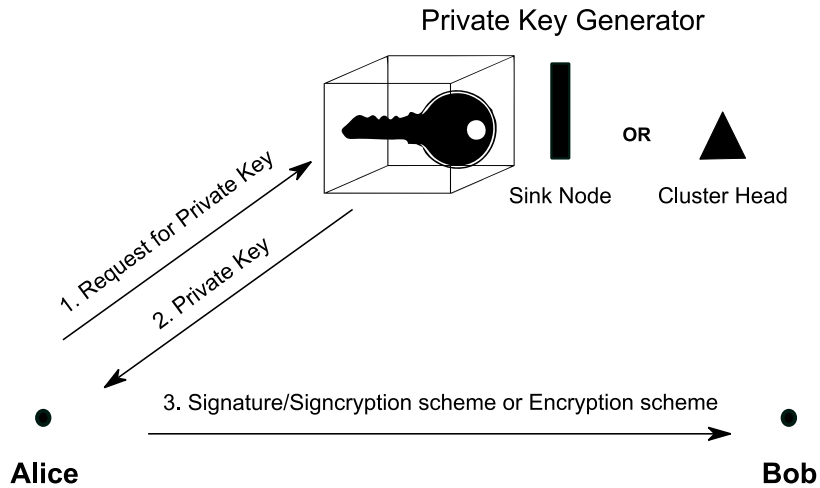 Private Key Generator
OR
Sink Node
Cluster Head
1. Request for Private Key
2. Private Key
3. Signature/Signcryption scheme or Encryption scheme
Alice
Bob